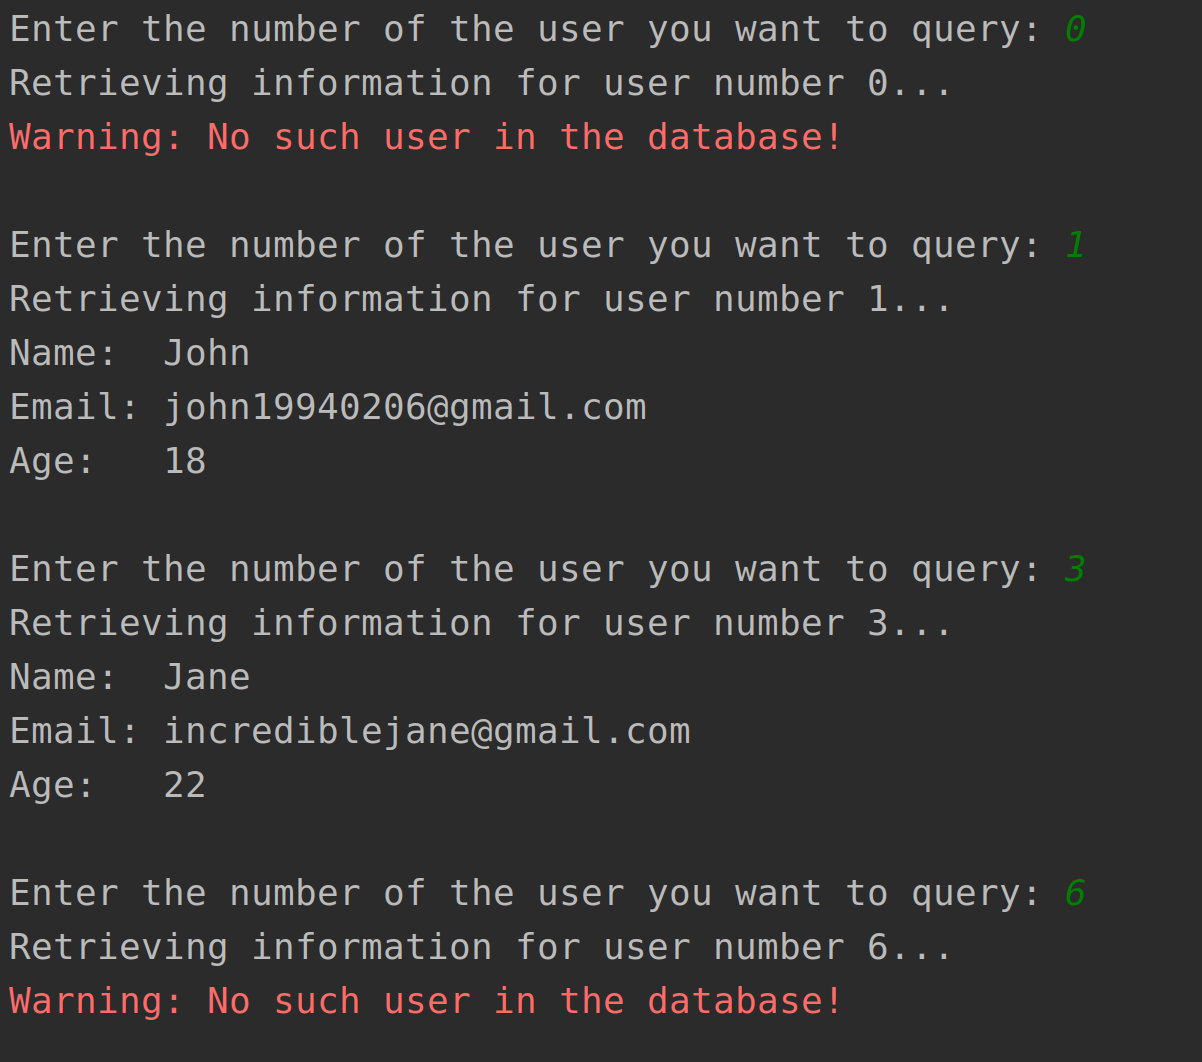 Enter the number of the user you want to query: 0
Retrieving information for user number 0...
Warning: No such user in the database!
Enter the number of the user you want to query: 1
Retrieving information for user number 1...
Name:  John
Email: john19940206@gmail.com
Age:   18
Enter the number of the user you want to query: 3
Retrieving information for user number 3...
Name:  Jane
Email: incrediblejane@gmail.com
Age:   22
Enter the number of the user you want to query: 6
Retrieving information for user number 6...
Warning: No such user in the database!